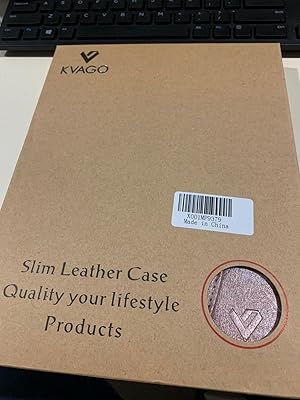 KVAGO
X001MP9379
Made in China
Slim Leather Case
Quality your lifestyle
Products